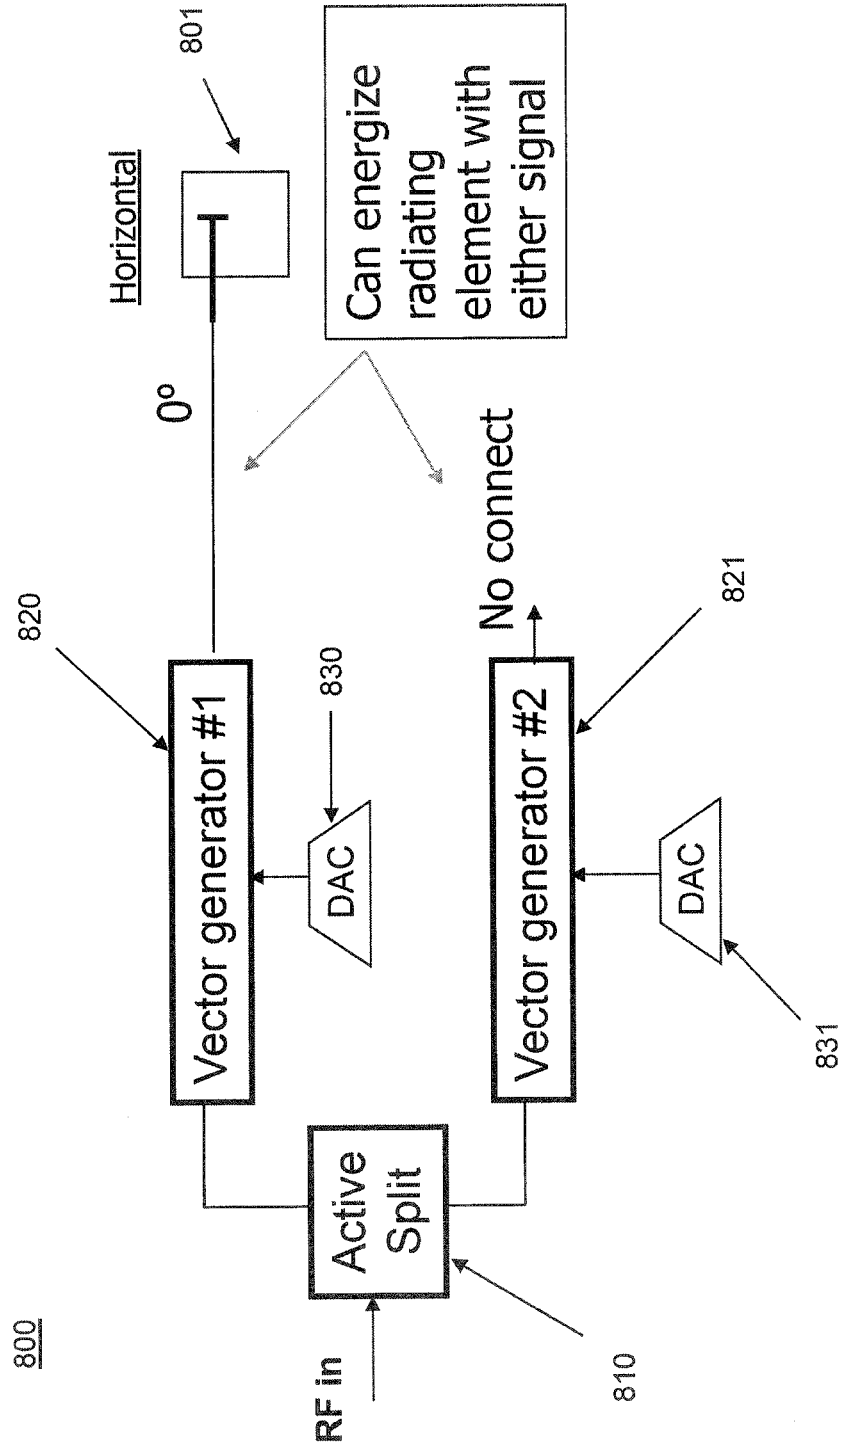 800
RF in
Active
Split
810
Vector generator #1
820
DAC
830
Vector generator #2
821
DAC
831
0º
No connect
Horizontal
801
Can energize
radiating
element with
either signal